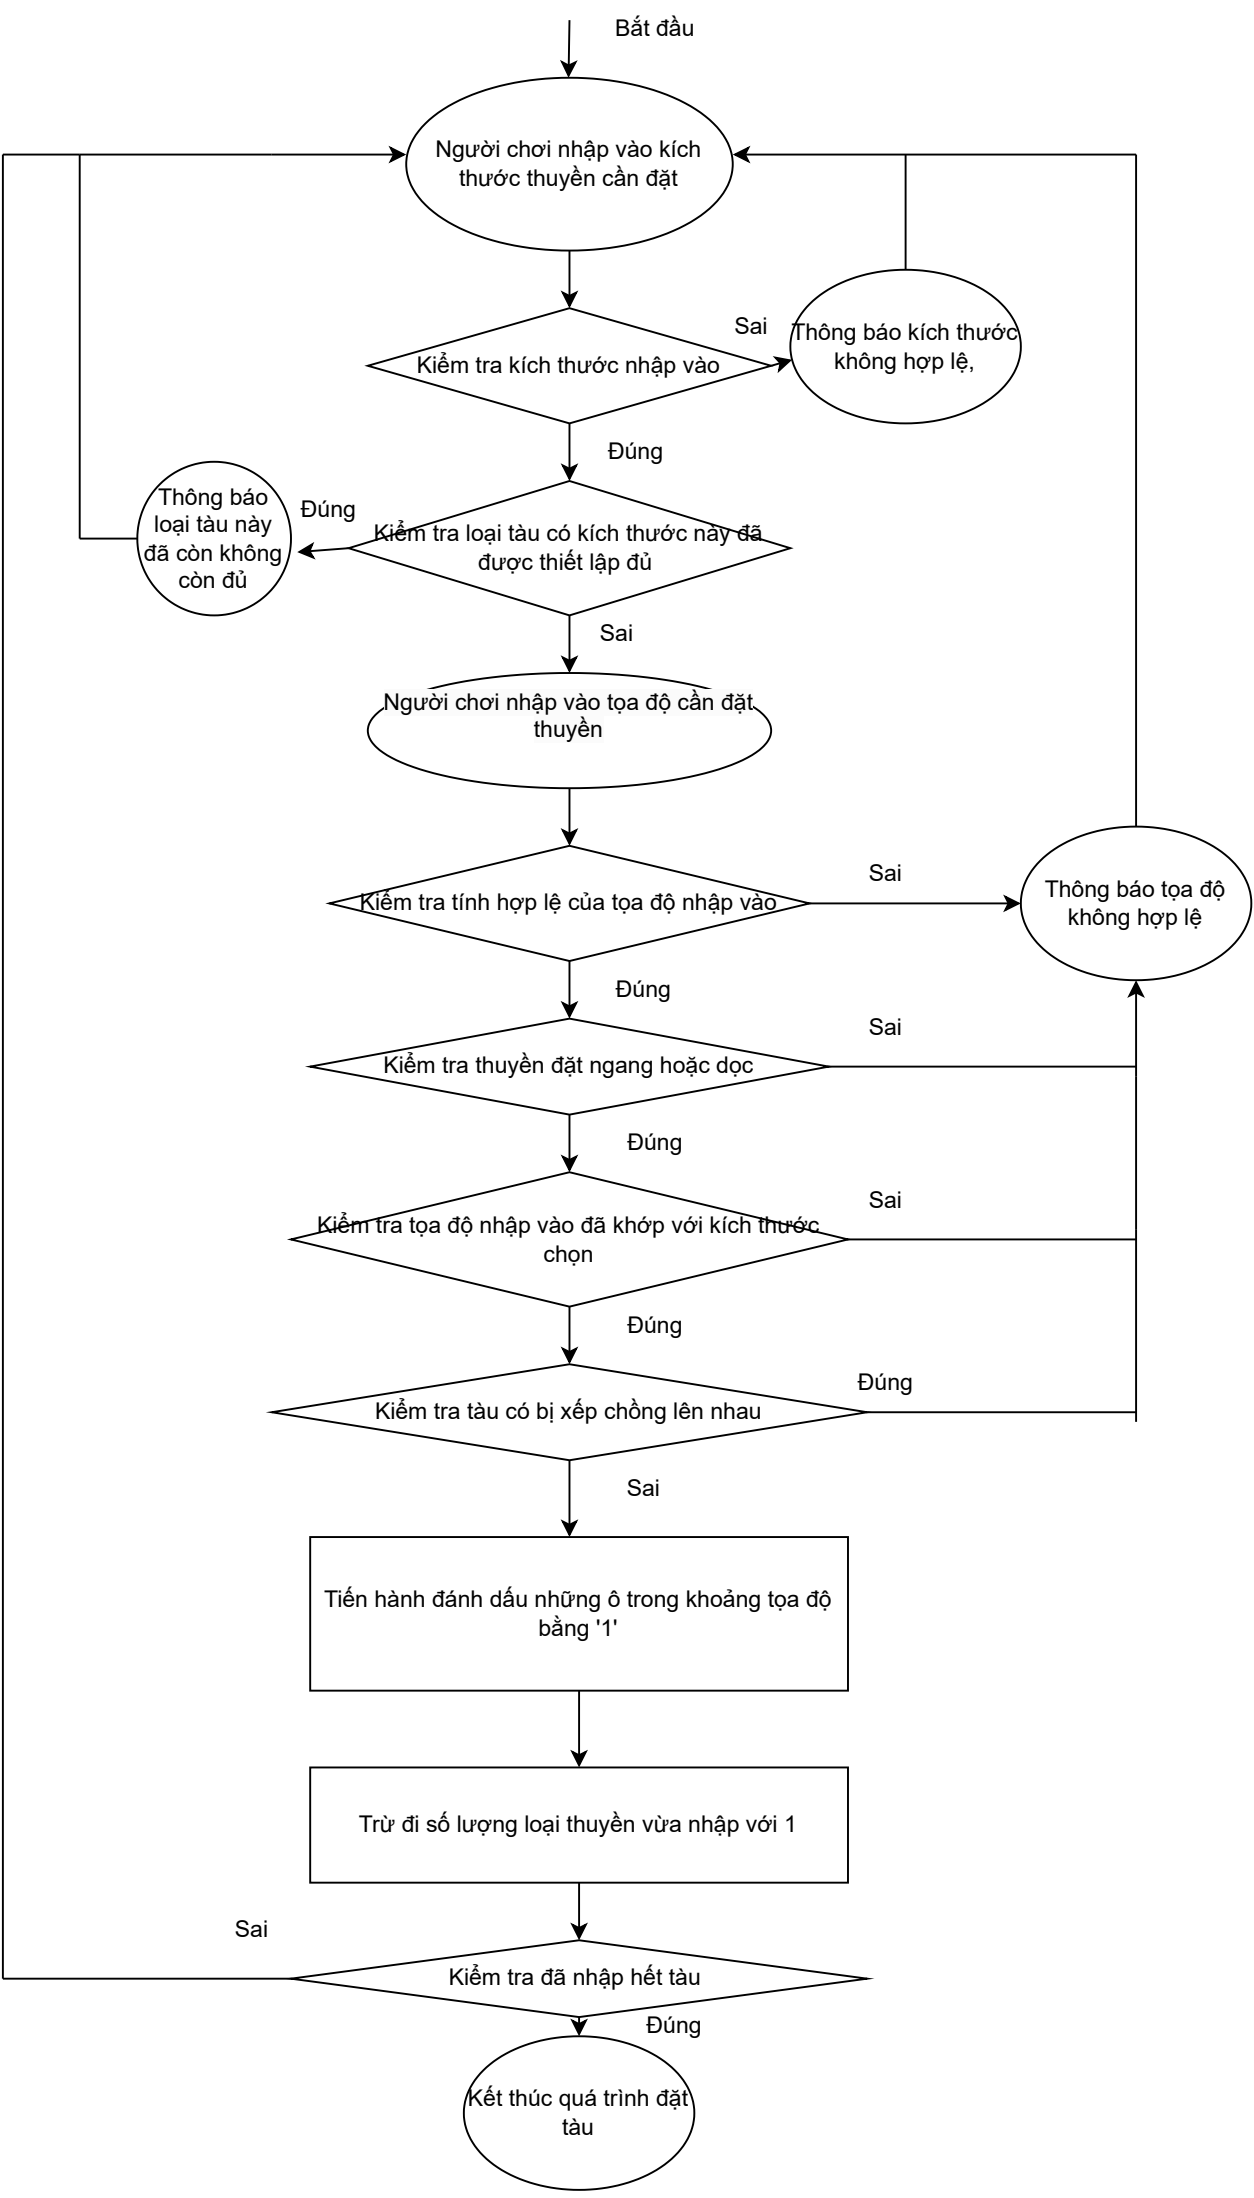 Bắt đầu
Người chơi nhập vào kích
thước thuyền cần đặt
Sai
Thông báo kích thước
không hợp lệ,
Kiểm tra kích thước nhập vào
Đúng
Thông báo
loại tàu này
đã còn không
còn đủ
Đúng
Kiểm tra loại tàu có kích thước này đã
được thiết lập đủ
Sai
Người chơi nhập vào tọa độ cần đặt
thuyền
Sai
Kiểm tra tính hợp lệ của tọa độ nhập vào
Thông báo tọa độ
không hợp lệ
Đúng
Sai
Kiểm tra thuyền đặt ngang hoặc dọc
Đúng
Sai
Kiểm tra tọa độ nhập vào đã khớp với kích thước
chọn
Đúng
Đúng
Kiểm tra tàu có bị xếp chồng lên nhau
Sai
Tiến hành đánh dấu những ô trong khoảng tọa độ
bằng '1'
Trừ đi số lượng loại thuyền vừa nhập với 1
Sai
Kiểm tra đã nhập hết tàu
Đúng
Kết thúc quá trình đặt
tàu